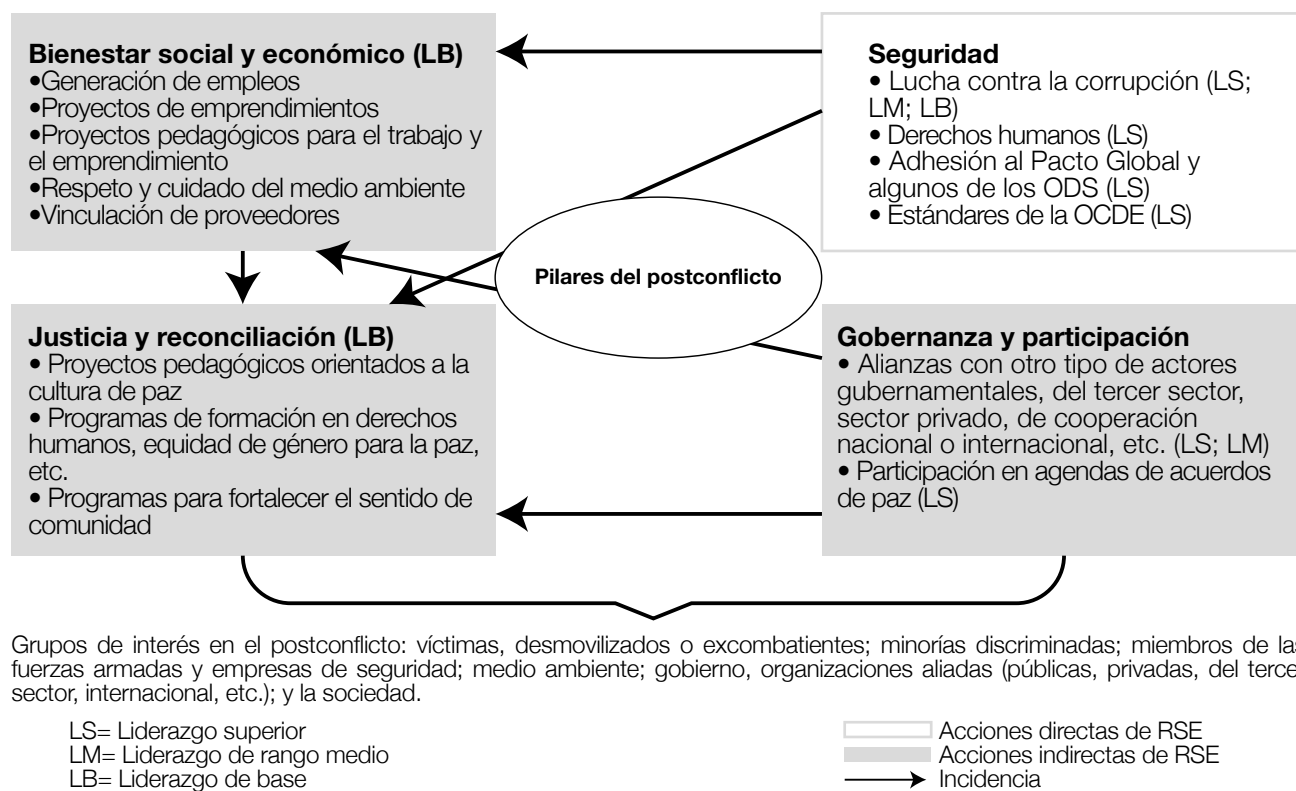 Bienestar social y económico (LB)
•Generación de empleos
•Proyectos de emprendimientos
•Proyectos pedagógicos para el trabajo y
el emprendimiento
•Respeto y cuidado del medio ambiente
•Vinculación de proveedores
Seguridad
• Lucha contra la corrupción (LS;
LM; LB)
• Derechos humanos (LS)
• Adhesión al Pacto Global y
algunos de los ODS (LS)
• Estándares de la OCDE (LS)
Pilares del postconflicto
Justicia y reconciliación (LB)
• Proyectos pedagógicos orientados a la
cultura de paz
• Programas de formación en derechos
humanos, equidad de género para la paz,
etc.
• Programas para fortalecer el sentido de
comunidad
Gobernanza y participación
• Alianzas con otro tipo de actores
gubernamentales, del tercer sector,
sector privado, de cooperación
nacional o internacional, etc. (LS; LM)
• Participación en agendas de acuerdos
de paz (LS)
Grupos de interés en el postconflicto: víctimas, desmovilizados o excombatientes; minorías discriminadas; miembros de las
fuerzas armadas y empresas de seguridad; medio ambiente; gobierno, organizaciones aliadas (públicas, privadas, del tercer
sector, internacional, etc.); y la sociedad.
LS= Liderazgo superior
LM= Liderazgo de rango medio
LB= Liderazgo de base
Acciones directas de RSE
Acciones indirectas de RSE
Incidencia